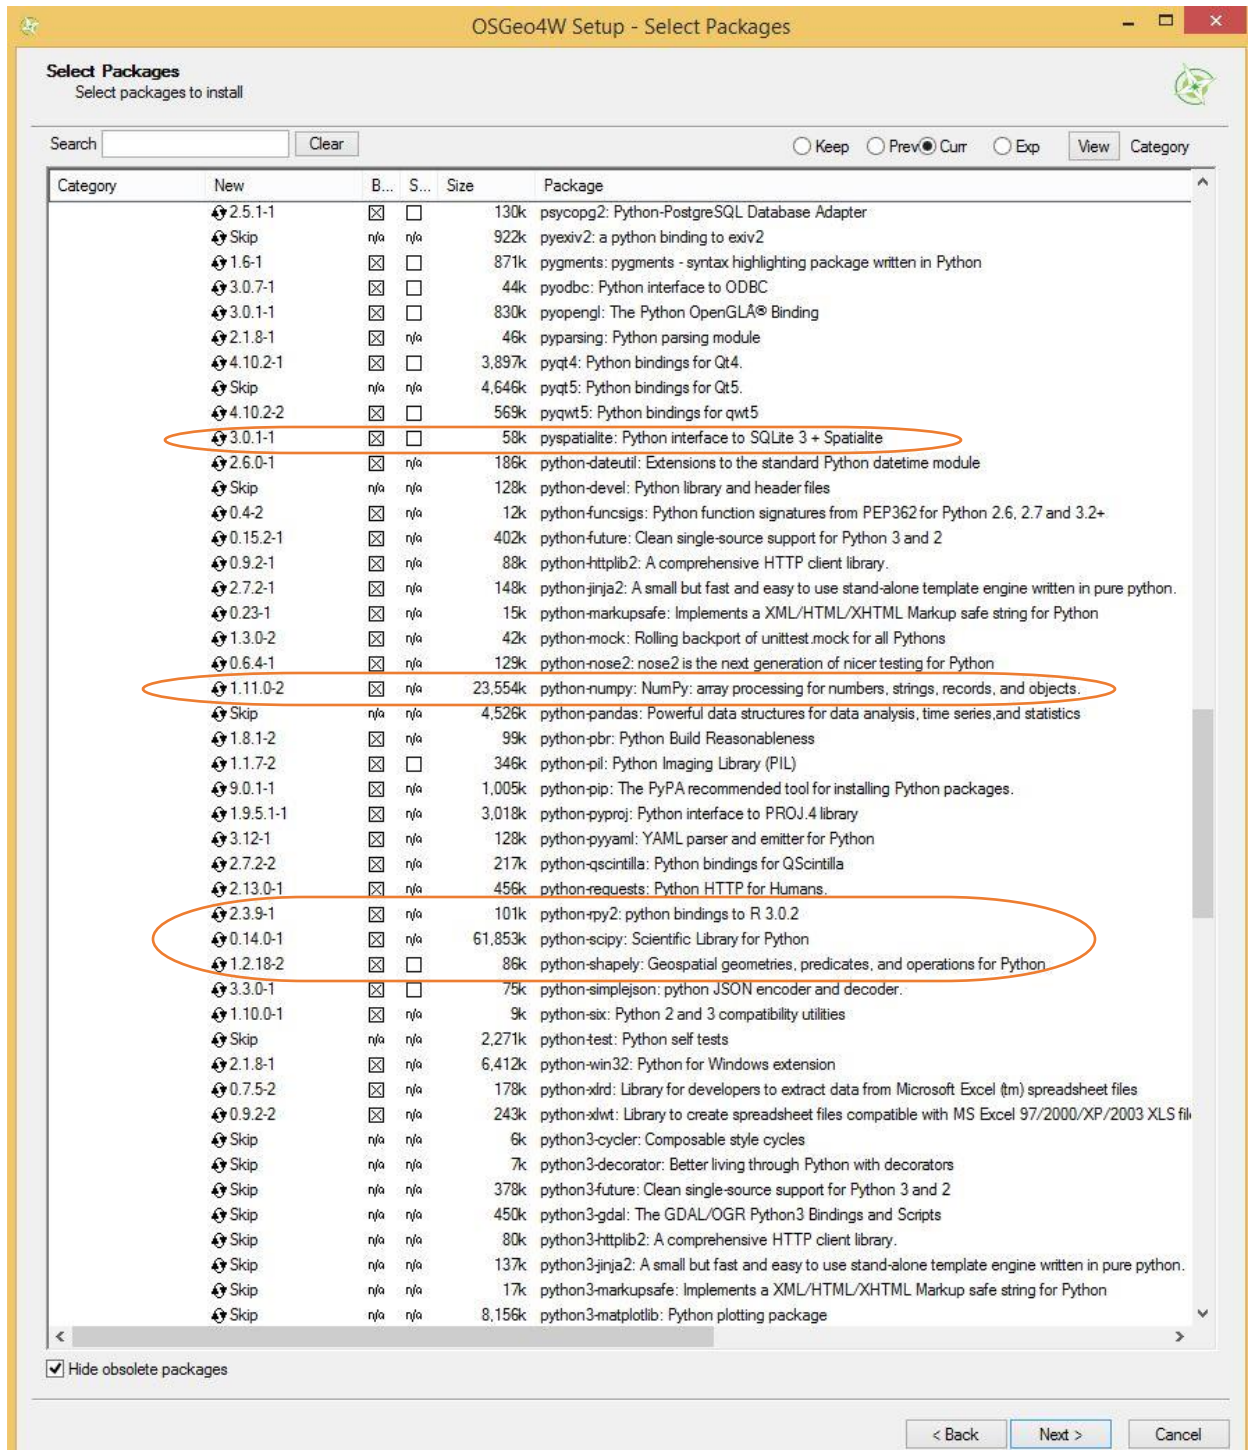 OSGeo4W Setup - Select Packages
Select Packages
Select packages to install
Search Clear Keep Prev Curr Exp View Category
Category New B... S... Size Package
2.5.1-1 130k psycopg2: Python-PostgreSQL Database Adapter
Skip n/a n/a 922k pyexiv2: a python binding to exiv2
1.6-1 871k pygments: pygments - syntax highlighting package written in Python
3.0.7-1 44k pyodbc: Python interface to ODBC
3.0.1-1 830k pyopengl: The Python OpenGLÂ® Binding
2.1.8-1 n/a 46k pyparsing: Python parsing module
4.10.2-1 3,897k pyqt4: Python bindings for Qt4.
Skip n/a n/a 4,646k pyqt5: Python bindings for Qt5.
4.10.2-2 569k pyqwt5: Python bindings for qwt5
3.0.1-1 58k pyspatialite: Python interface to SQLite 3 + Spatialite
2.6.0-1 n/a 186k python-dateutil: Extensions to the standard Python datetime module
Skip n/a n/a 128k python-devel: Python library and header files
0.4-2 n/a 12k python-funcsigs: Python function signatures from PEP362 for Python 2.6, 2.7 and 3.2+
0.15.2-1 n/a 402k python-future: Clean single-source support for Python 3 and 2
0.9.2-1 n/a 88k python-httplib2: A comprehensive HTTP client library.
2.7.2-1 n/a 148k python-jinja2: A small but fast and easy to use stand-alone template engine written in pure python.
0.23-1 n/a 15k python-markupsafe: Implements a XML/HTML/XHTML Markup safe string for Python
1.3.0-2 n/a 42k python-mock: Rolling backport of unittest.mock for all Pythons
0.6.4-1 n/a 129k python-nose2: nose2 is the next generation of nicer testing for Python
1.11.0-2 n/a 23,554k python-numpy: NumPy: array processing for numbers, strings, records, and objects.
Skip n/a n/a 4,526k python-pandas: Powerful data structures for data analysis, time series,and statistics
1.8.1-2 n/a 99k python-pbr: Python Build Reasonableness
1.1.7-2 346k python-pil: Python Imaging Library (PIL)
9.0.1-1 n/a 1,005k python-pip: The PyPA recommended tool for installing Python packages.
1.9.5.1-1 n/a 3,018k python-pyproj: Python interface to PROJ.4 library
3.12-1 n/a 128k python-pyyaml: YAML parser and emitter for Python
2.7.2-2 n/a 217k python-qscintilla: Python bindings for QScintilla
2.13.0-1 n/a 456k python-requests: Python HTTP for Humans.
2.3.9-1 n/a 101k python-rpy2: python bindings to R 3.0.2
0.14.0-1 n/a 61,853k python-scipy: Scientific Library for Python
1.2.18-2 86k python-shapely: Geospatial geometries, predicates, and operations for Python
3.3.0-1 75k python-simplejson: python JSON encoder and decoder.
1.10.0-1 n/a 9k python-six: Python 2 and 3 compatibility utilities
Skip n/a n/a 2,271k python-test: Python self tests
2.1.8-1 n/a 6,412k python-win32: Python for Windows extension
0.7.5-2 n/a 178k python-xlrd: Library for developers to extract data from Microsoft Excel (tm) spreadsheet files
0.9.2-2 n/a 243k python-xlwt: Library to create spreadsheet files compatible with MS Excel 97/2000/XP/2003 XLS fil
Skip n/a n/a 6k python3-cycler: Composable style cycles
Skip n/a n/a 7k python3-decorator: Better living through Python with decorators
Skip n/a n/a 378k python3-future: Clean single-source support for Python 3 and 2
Skip n/a n/a 450k python3-gdal: The GDAL/OGR Python3 Bindings and Scripts
Skip n/a n/a 80k python3-httplib2: A comprehensive HTTP client library.
Skip n/a n/a 137k python3-jinja2: A small but fast and easy to use stand-alone template engine written in pure python.
Skip n/a n/a 17k python3-markupsafe: Implements a XML/HTML/XHTML Markup safe string for Python
Skip n/a n/a 8,156k python3-matplotlib: Python plotting package
Hide obsolete packages
< Back Next > Cancel